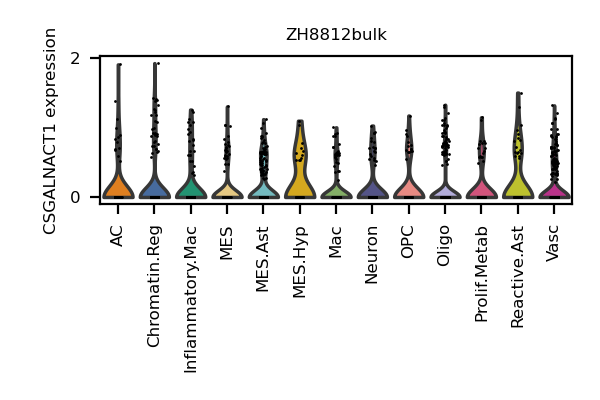 ZH8812bulk
CSGALNACT1 expression
2
0
AC
Chromatin.Reg
Inflammatory.Mac
MES
MES.Ast
MES.Hyp
Mac
Neuron
OPC
Oligo
Prolif.Metab
Reactive.Ast
Vasc